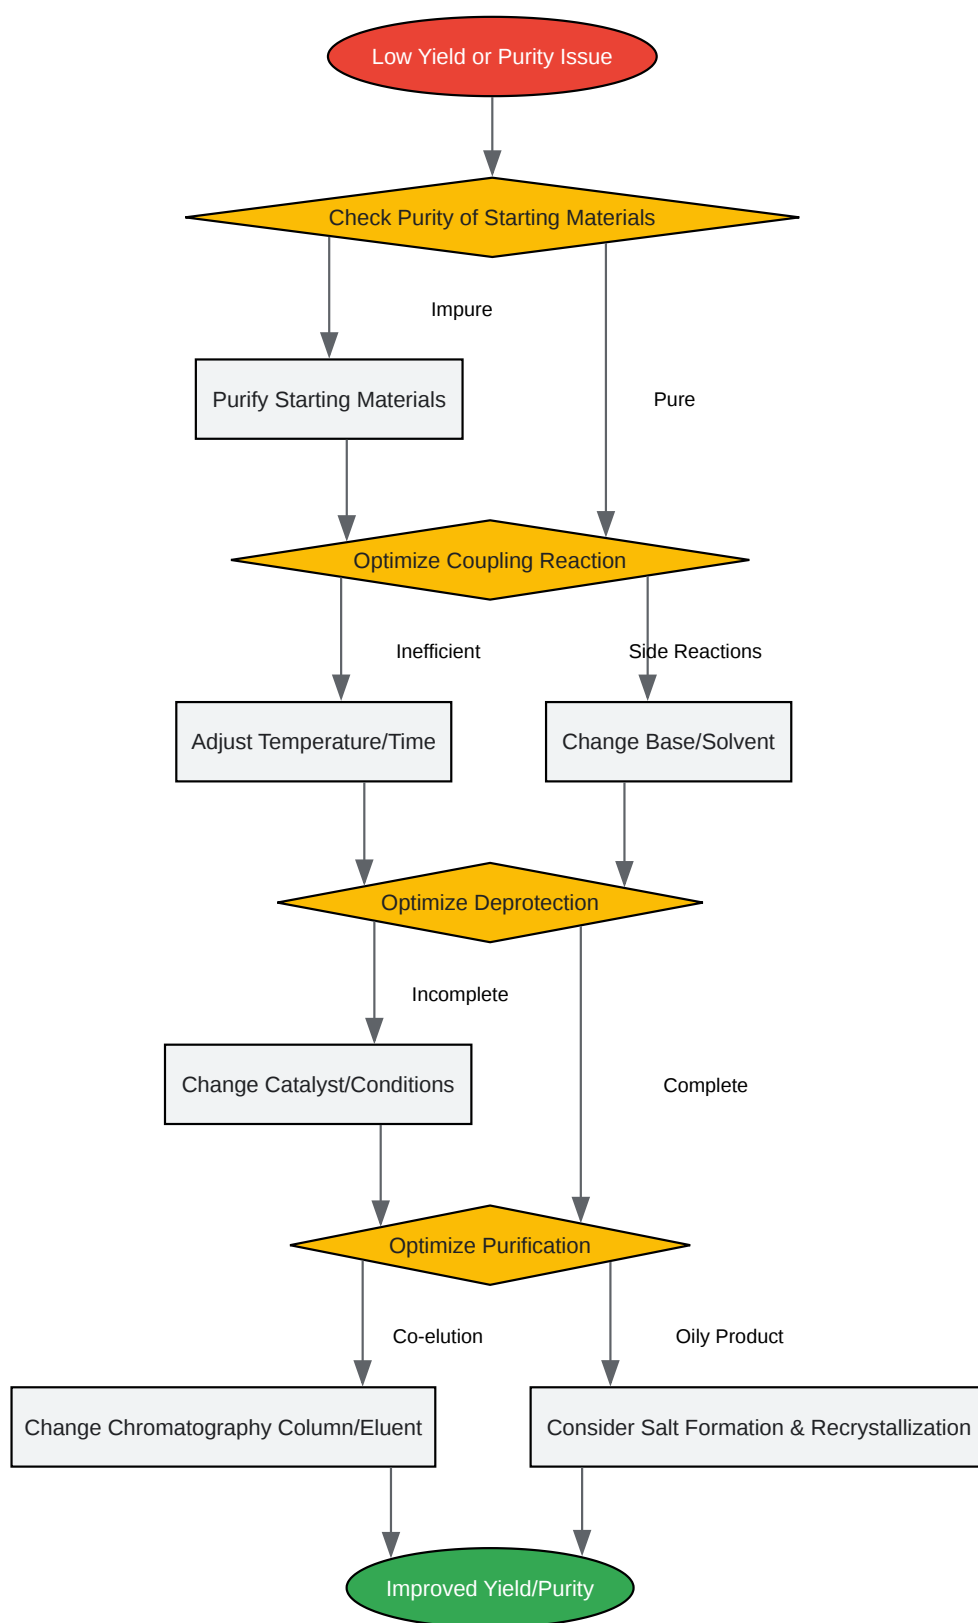 Low Yield or Purity Issue
Check Purity of Starting Materials
Impure
Purify Starting Materials
Pure
Optimize Coupling Reaction
Inefficient
Side Reactions
Adjust Temperature/Time
Change Base/Solvent
Optimize Deprotection
Incomplete
Change Catalyst/Conditions
Complete
Optimize Purification
Co-elution
Oily Product
Change Chromatography Column/Eluent
Consider Salt Formation & Recrystallization
Improved Yield/Purity